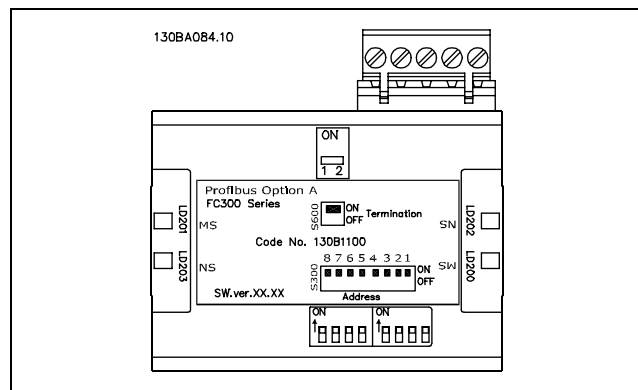 130BA084.10
ON
1 2
Profibus Option A
FC300 Series
S600
ON
OFF
Termination
LD201
MS
NS
LD202
Code No. 130B1100
LD203
NS
MS
LD200
8 7 6 5 4 3 2 1
S300
ON
OFF
SW.ver.XX.XX
Address
ON
ON